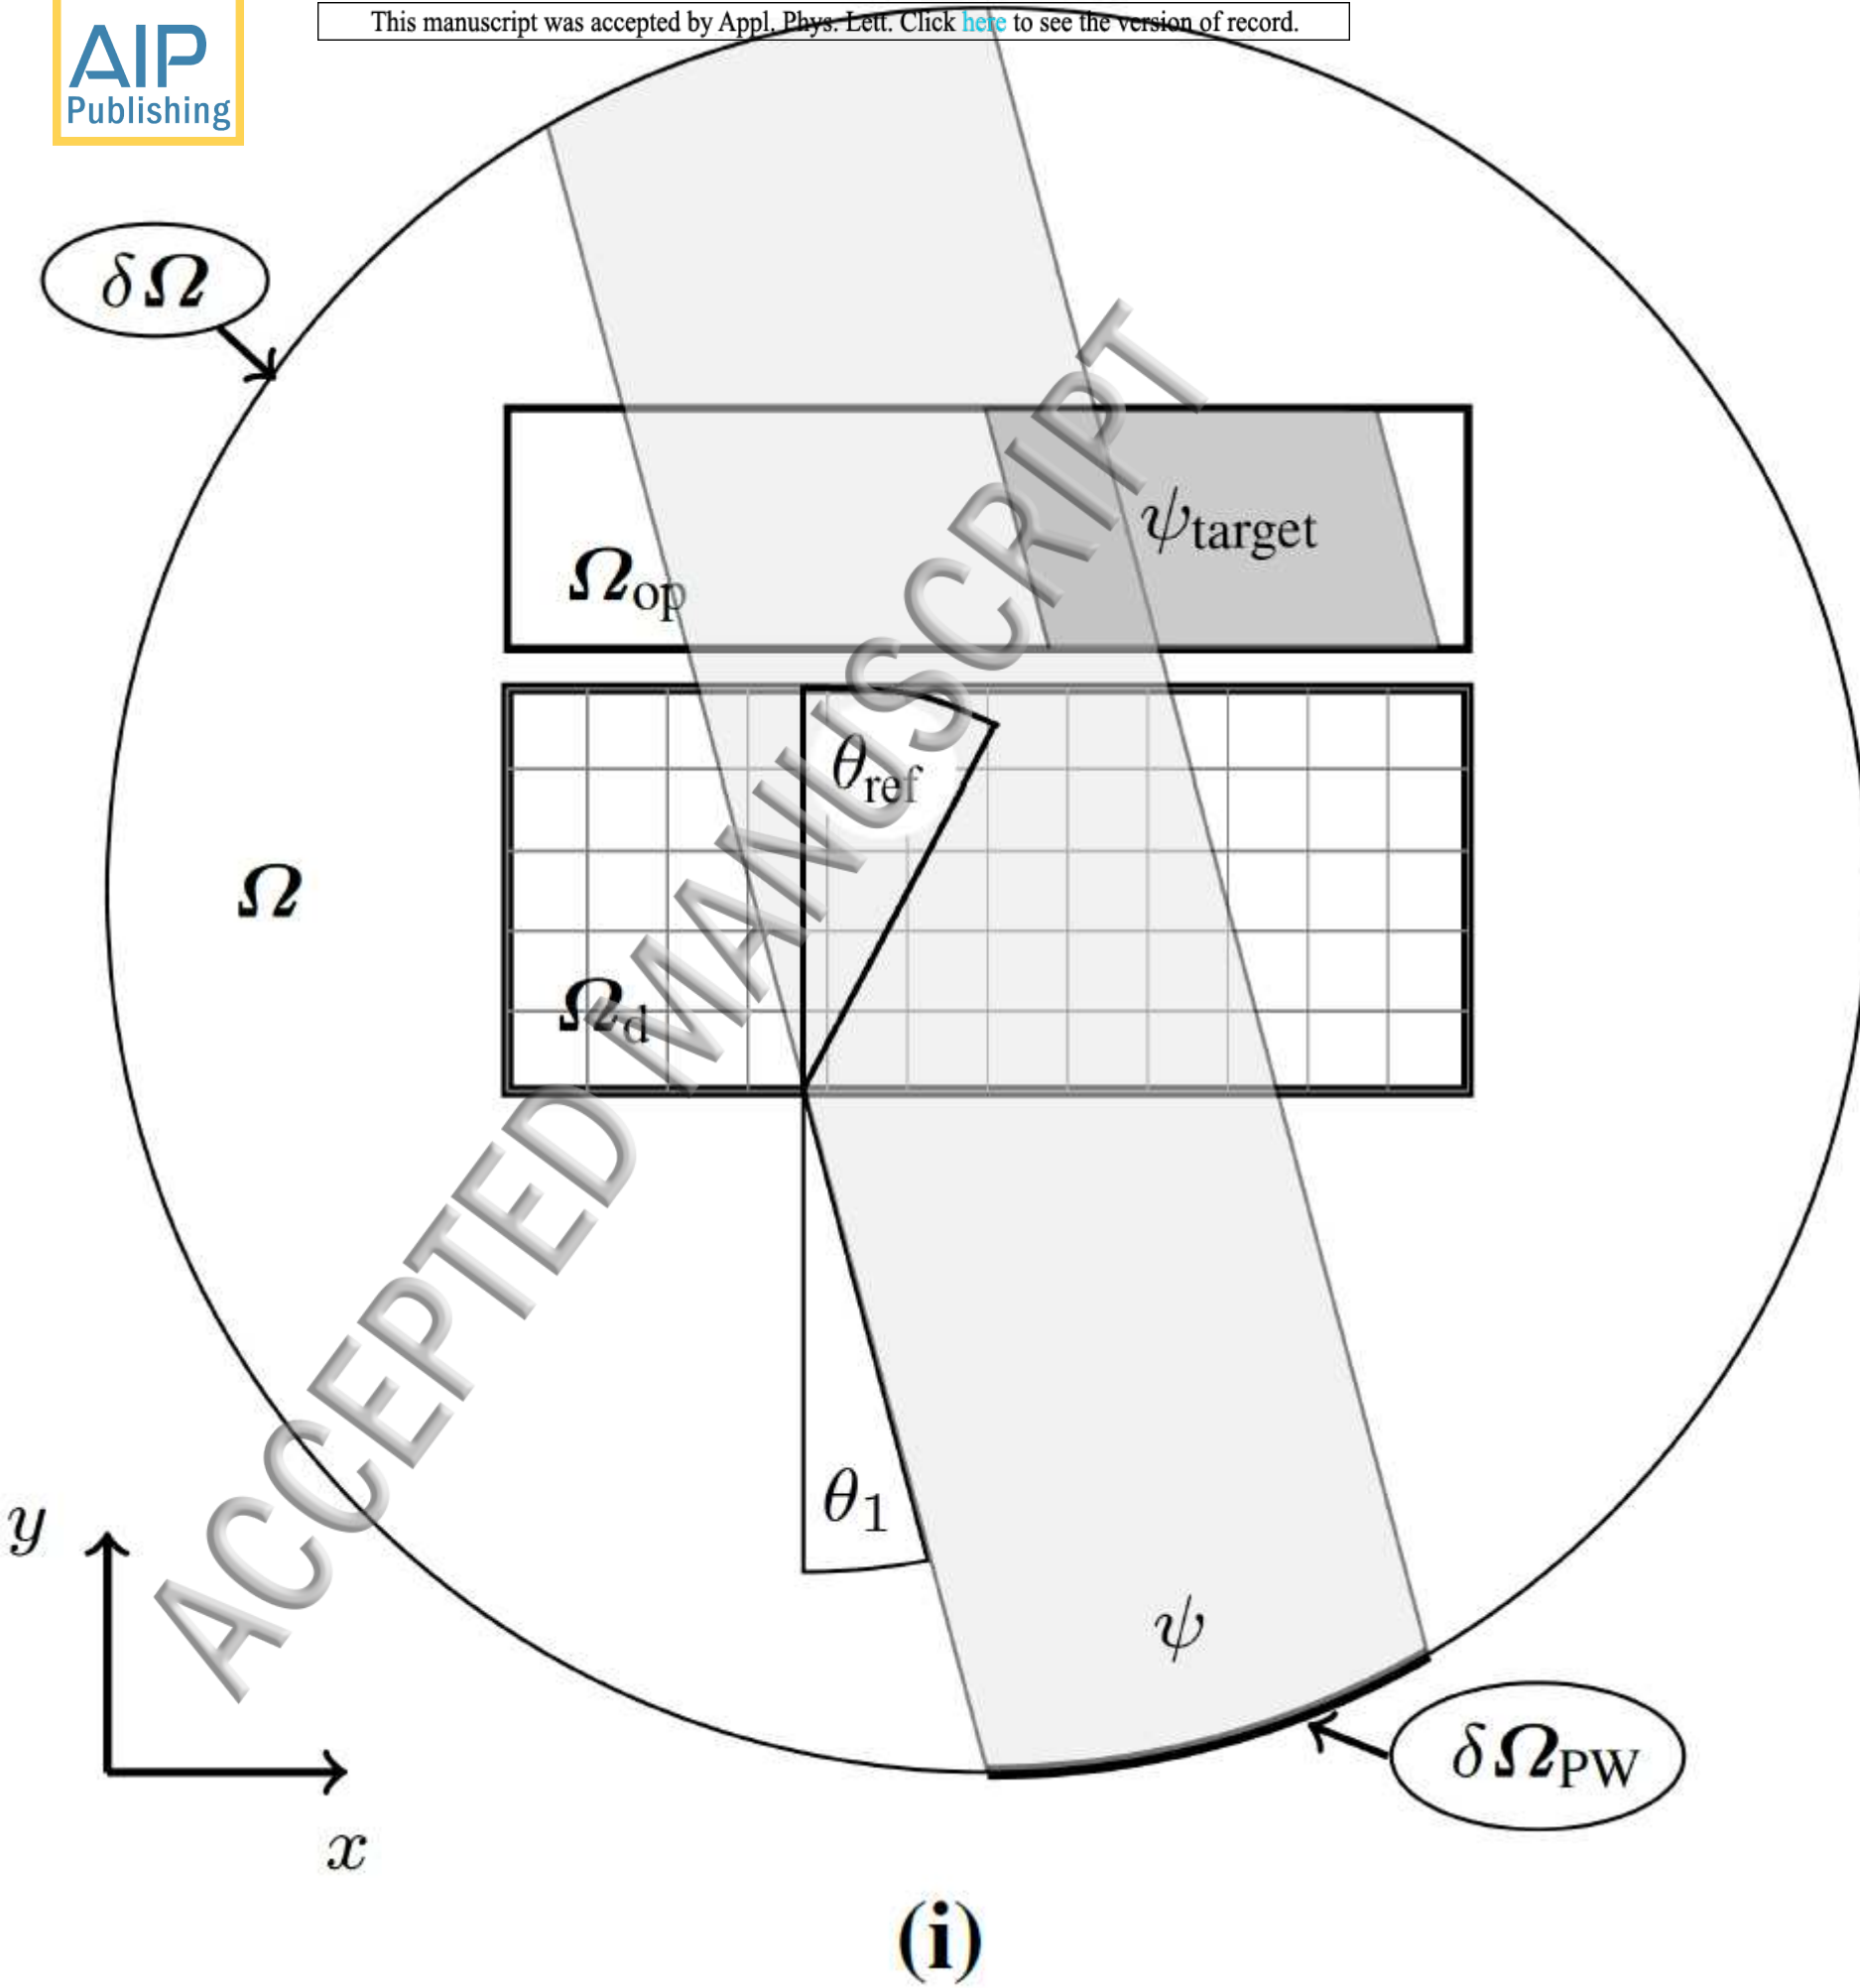 AIP
Publishing
This manuscript was accepted by Appl. Phys. Lett. Click here to see the version of record.
δΩ
ψtarget
Ωop
θref
Ω
Ωd
ACCEPTED MANUSCRIPT
θ1
y
ψ
δΩPW
x
(i)